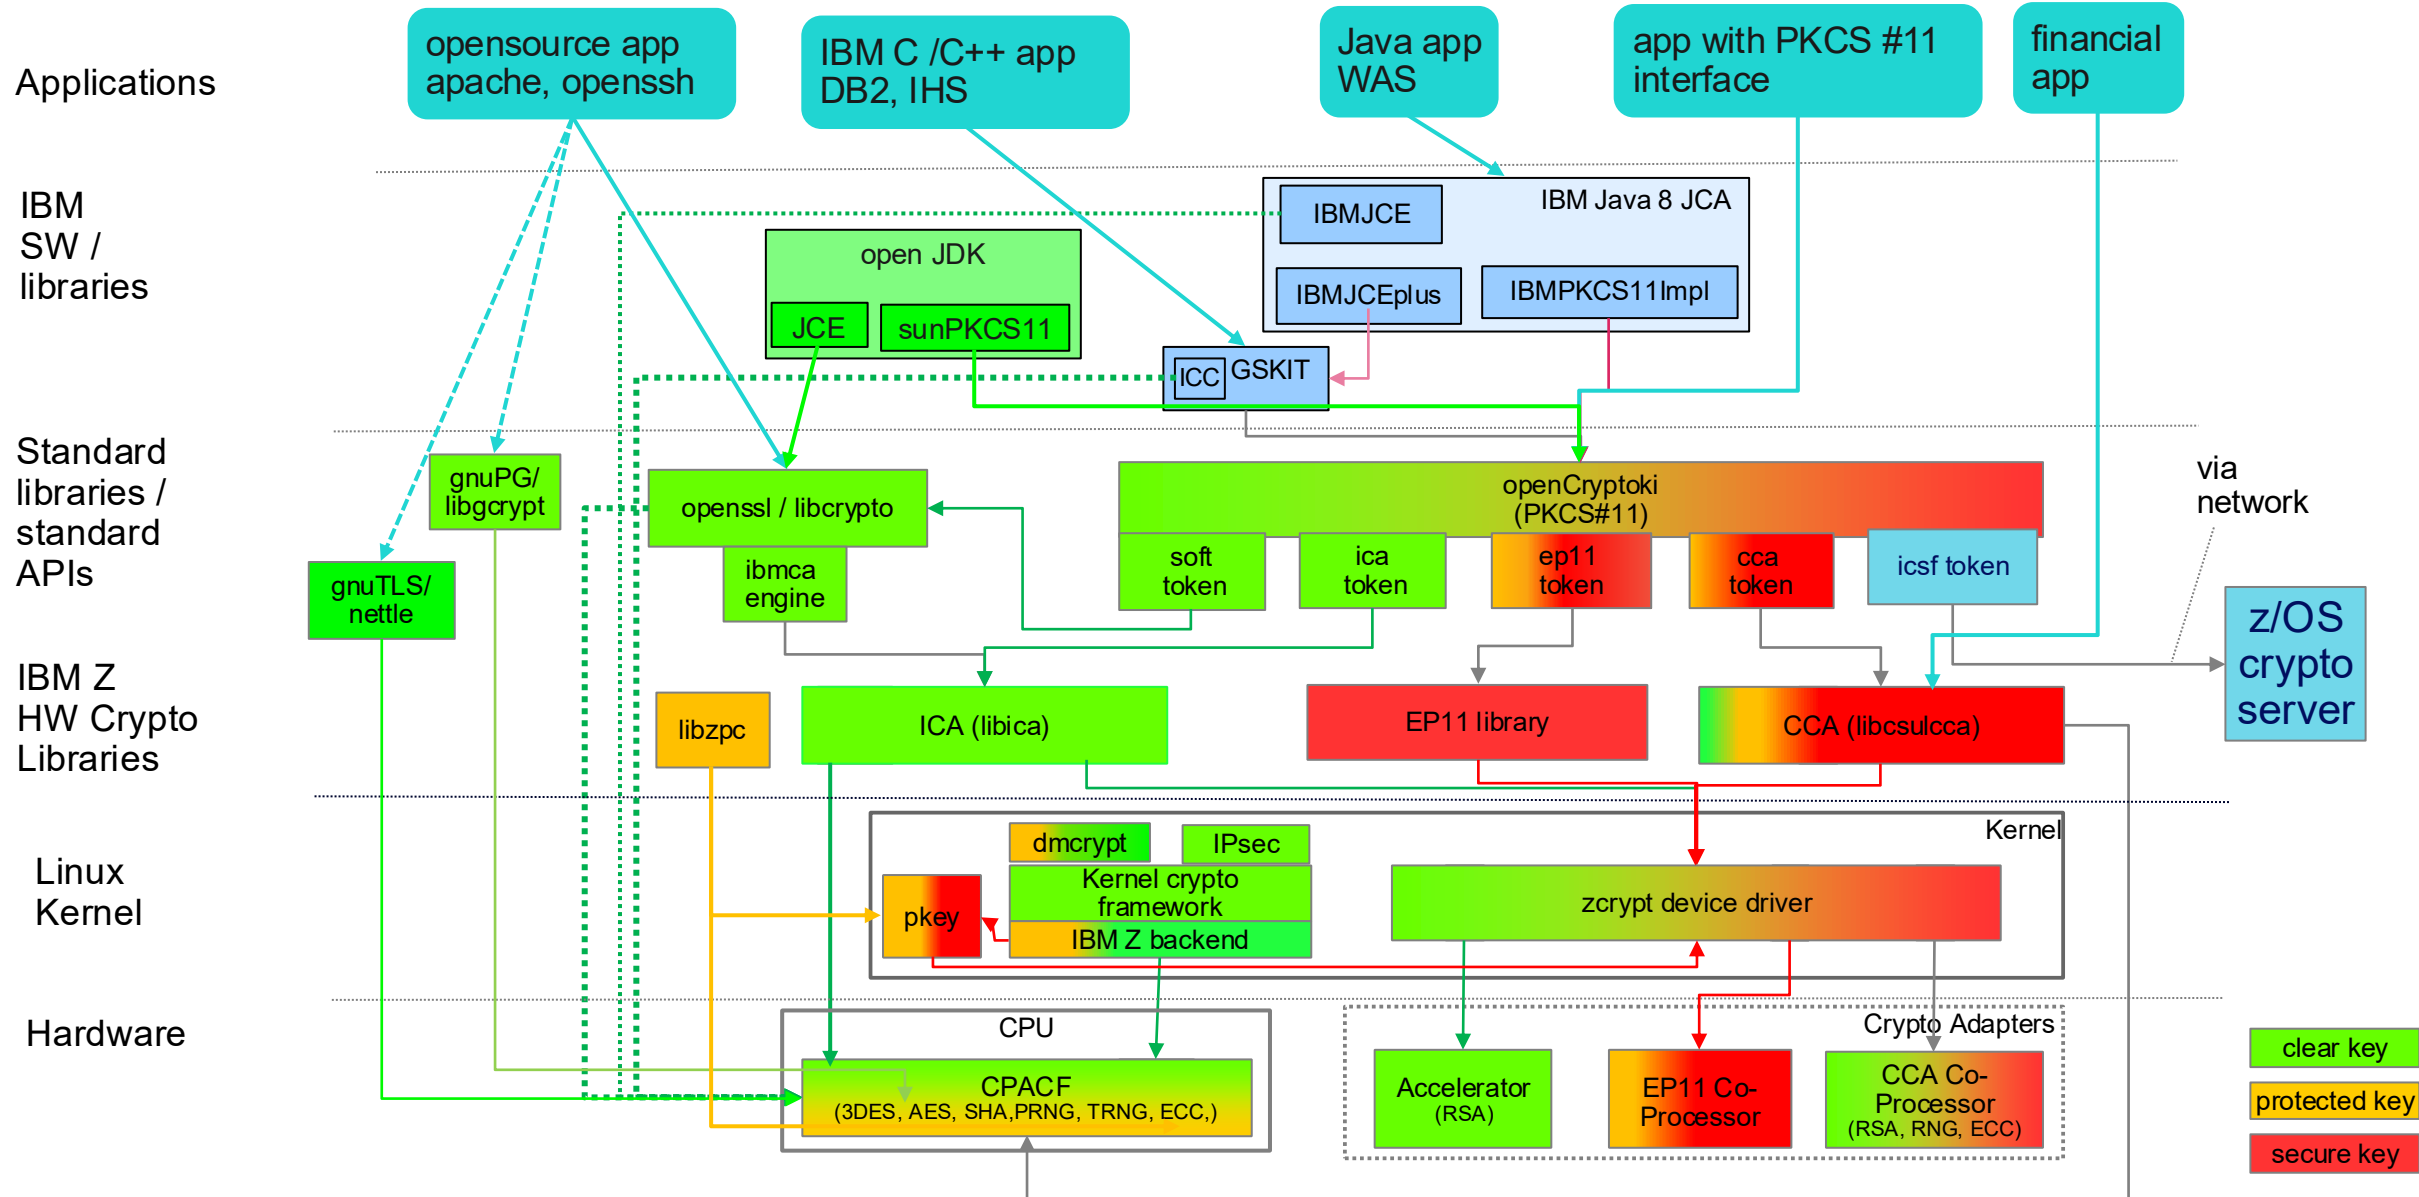 Applications
opensource app
apache, openssh
IBM C /C++ app
DB2, IHS
Java app
WAS
app with PKCS #11
interface
financial
app
IBM
SW /
libraries
IBM Java 8 JCA
IBMJCE
IBMJCEplus
IBMPKCS11Impl
open JDK
JCE
sunPKCS11
ICC
GSKIT
Standard
libraries /
standard
APIs
gnuPG/
libgcrypt
gnuTLS/
nettle
openssl / libcrypto
ibmca
engine
openCryptoki
(PKCS#11)
soft
token
ica
token
ep11
token
cca
token
icsf token
via
network
z/OS
crypto
server
IBM Z
HW Crypto
Libraries
libzpc
ICA (libica)
EP11 library
CCA (libcsulcca)
Linux
Kernel
Kernel
dmcrypt
IPsec
Kernel crypto
framework
IBM Z backend
pkey
zcrypt device driver
Hardware
CPU
CPACF
(3DES, AES, SHA,PRNG, TRNG, ECC,)
Crypto Adapters
Accelerator
(RSA)
EP11 Co-
Processor
CCA Co-
Processor
(RSA, RNG, ECC)
clear key
protected key
secure key